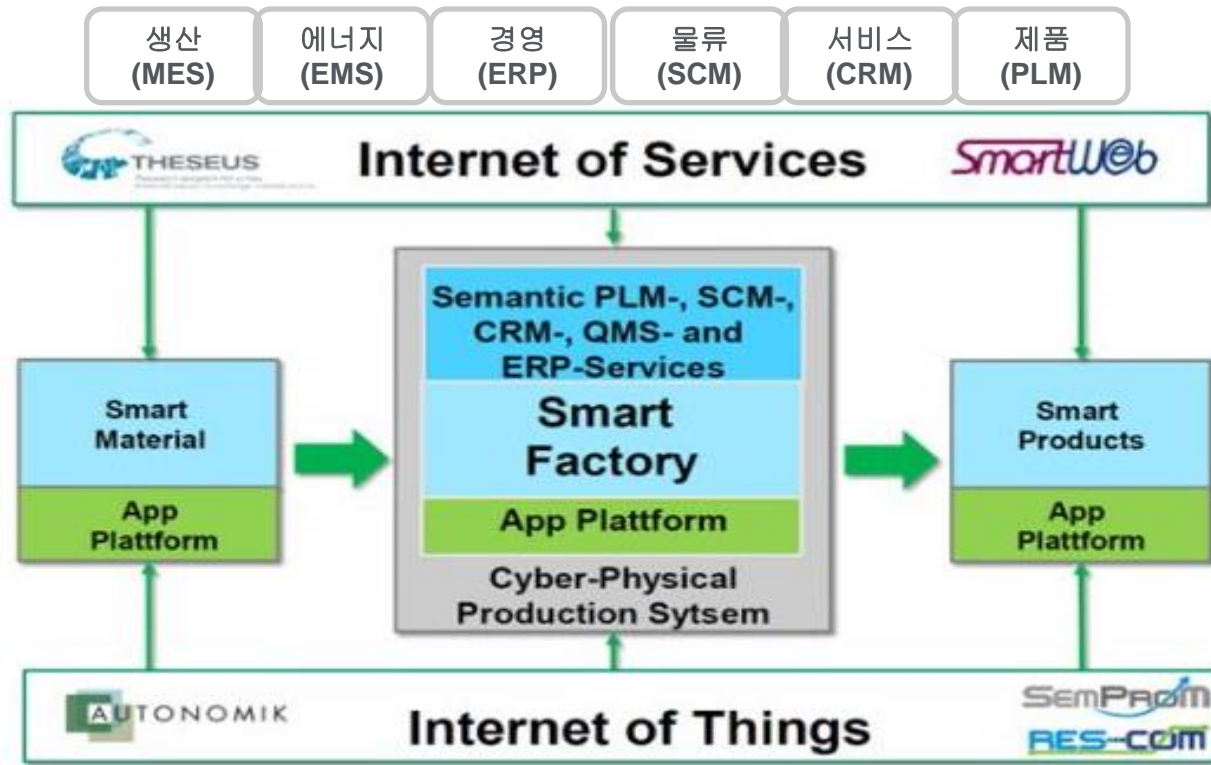 생산
(MES)
에너지
(EMS)
경영
(ERP)
물류
(SCM)
서비스
(CRM)
제품
(PLM)
THESEUS
Internet of Services
SmartWeb
Semantic PLM-, SCM-,
CRM-, QMS- and
ERP-Services
Smart
Factory
App Plattform
Cyber-Physical
Production Sytsem
Smart
Material
App
Plattform
Smart
Products
App
Plattform
AUTONOMIK
Internet of Things
SemProM
RES-COM